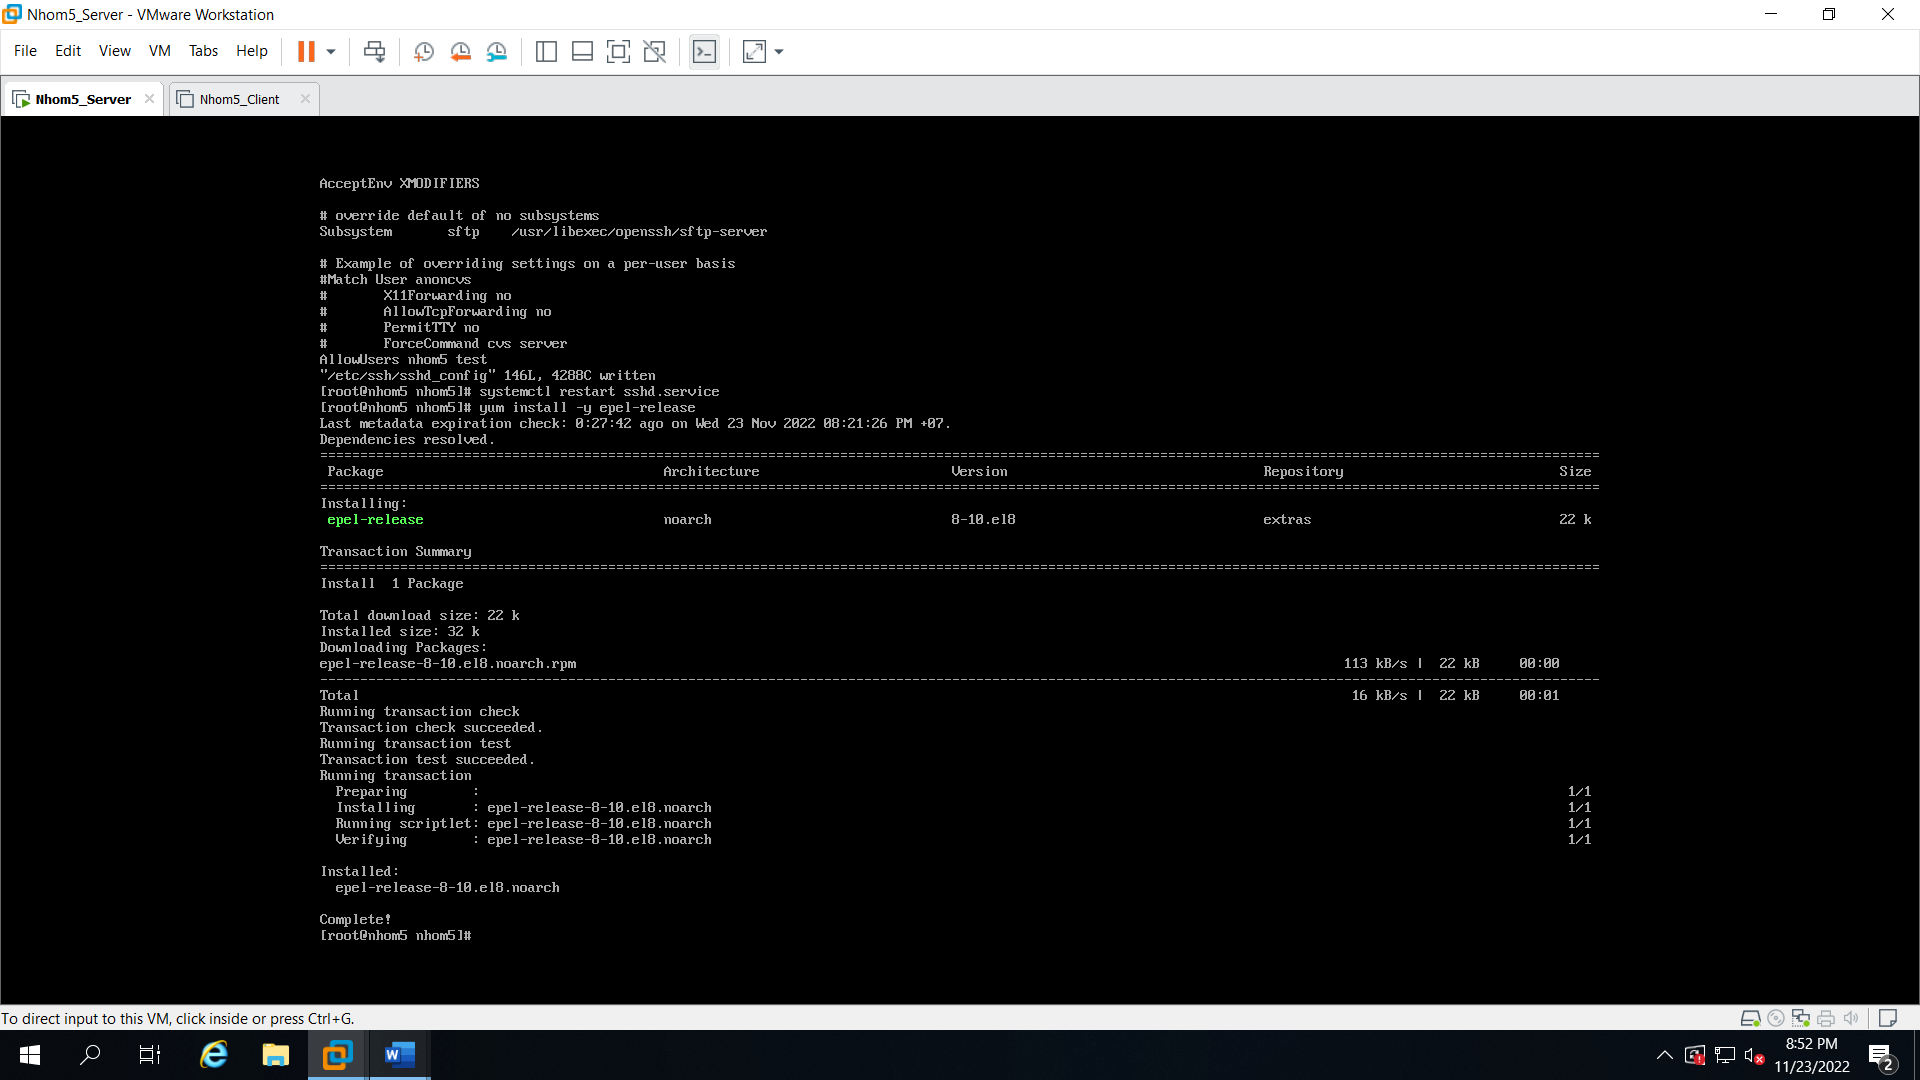 Nhom5_Server - VMware Workstation
File Edit View VM Tabs Help
Nhom5_Server Nhom5_Client
AcceptEnv XMODIFIERS
# override default of no subsystems
Subsystem sftp /usr/libexec/openssh/sftp-server
# Example of overriding settings on a per-user basis
#Match User anoncvs
# X11Forwarding no
# AllowTcpForwarding no
# PermitTTY no
# ForceCommand cvs server
AllowUsers nhom5 test
"/etc/ssh/sshd_config" 146L, 4288C written
[root@nhom5 nhom5]# systemctl restart sshd.service
[root@nhom5 nhom5]# yum install -y epel-release
Last metadata expiration check: 0:27:42 ago on Wed 23 Nov 2022 08:21:26 PM +07.
Dependencies resolved.
================================================================================
Package Architecture Version Repository Size
================================================================================
Installing:
epel-release noarch 8-10.el8 extras 22 k
Transaction Summary
================================================================================
Install 1 Package
Total download size: 22 k
Installed size: 32 k
Downloading Packages:
epel-release-8-10.el8.noarch.rpm 113 kB/s | 22 kB 00:00
--------------------------------------------------------------------------------
Total 16 kB/s | 22 kB 00:01
Running transaction check
Transaction check succeeded.
Running transaction test
Transaction test succeeded.
Running transaction
Preparing : 1/1
Installing : epel-release-8-10.el8.noarch 1/1
Running scriptlet: epel-release-8-10.el8.noarch 1/1
Verifying : epel-release-8-10.el8.noarch 1/1
Installed:
epel-release-8-10.el8.noarch
Complete!
[root@nhom5 nhom5]#
To direct input to this VM, click inside or press Ctrl+G.
8:52 PM
11/23/2022
2